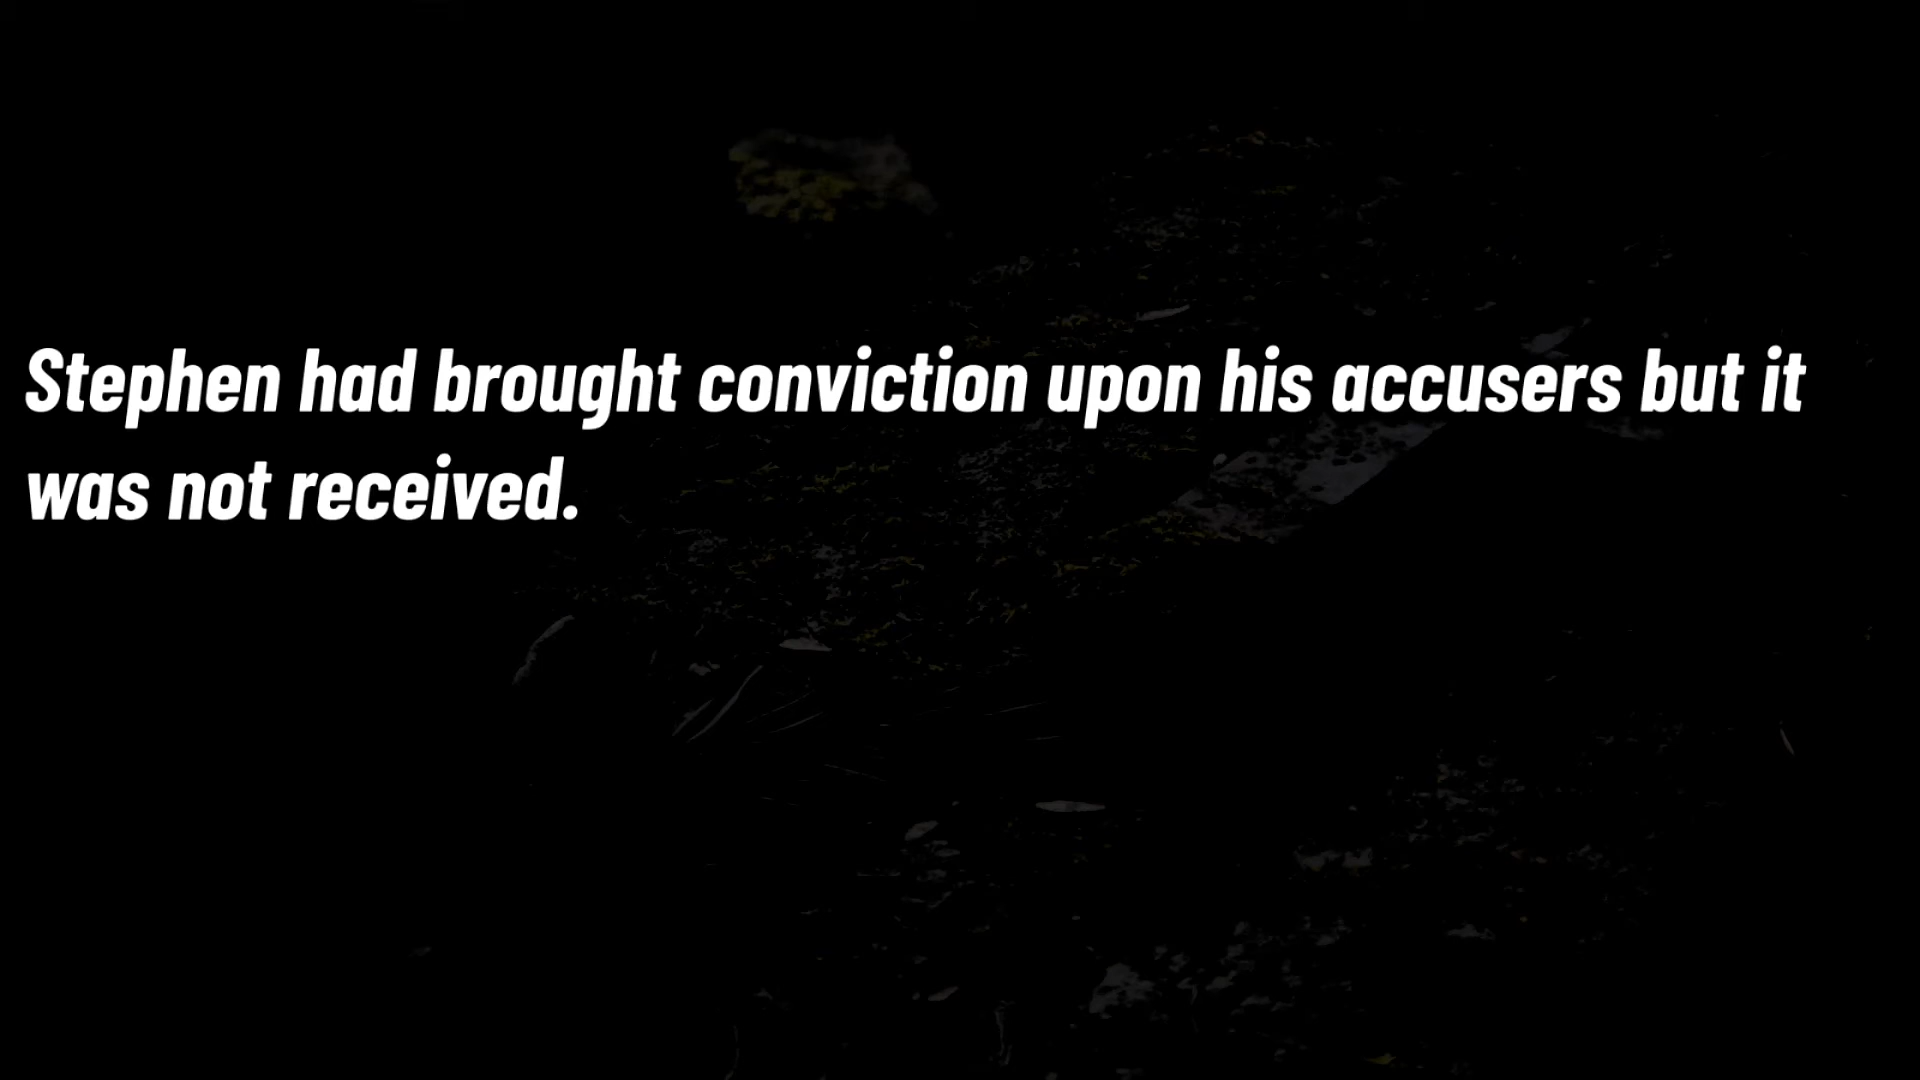 Stephen had brought conviction upon his accusers but it
was not received.